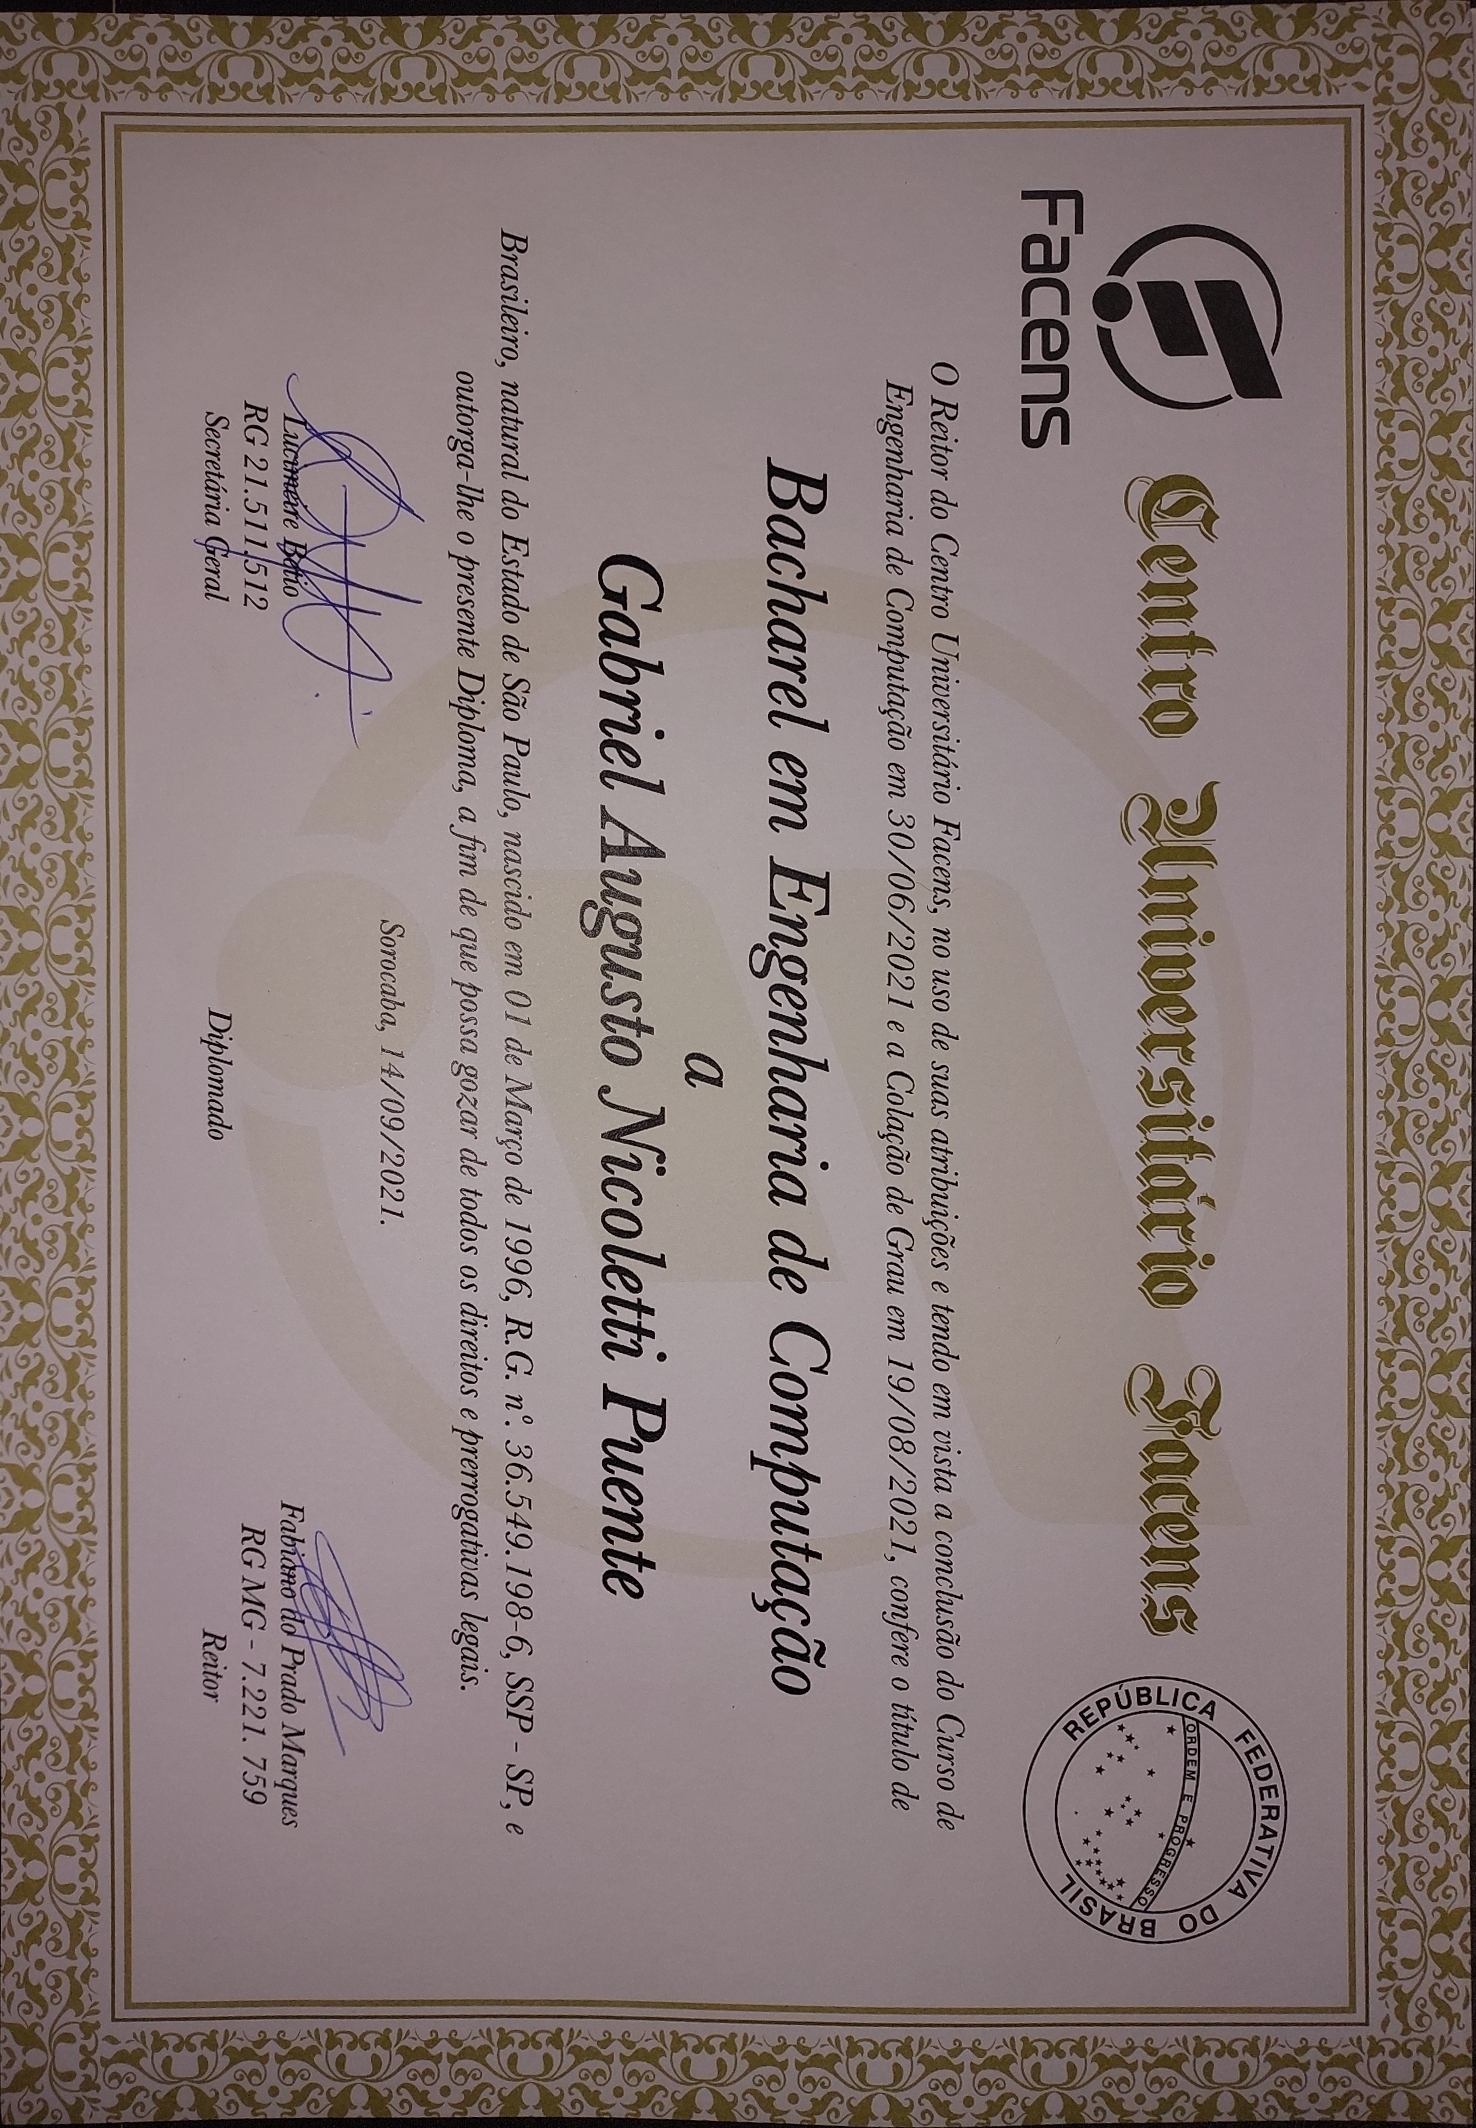 Facens
Centro Universitário Facens
REPÚBLICA FEDERATIVA DO BRASIL
ORDEM E PROGRESSO
O Reitor do Centro Universitário Facens, no uso de suas atribuições e tendo em vista a conclusão do Curso de
Engenharia de Computação em 30/06/2021 e a Colação de Grau em 19/08/2021, confere o título de
Bacharel em Engenharia de Computação
a
Gabriel Augusto Nicoletti Puente
Brasileiro, natural do Estado de São Paulo, nascido em 01 de Março de 1996, R.G. nº. 36.549.198-6, SSP - SP, e
outorga-lhe o presente Diploma, a fim de que possa gozar de todos os direitos e prerrogativas legais.
Sorocaba, 14/09/2021.
Lucimeire Betio
RG 21.511.512
Secretária Geral
Diplomado
Fabiano do Prado Marques
RG MG - 7.221. 759
Reitor